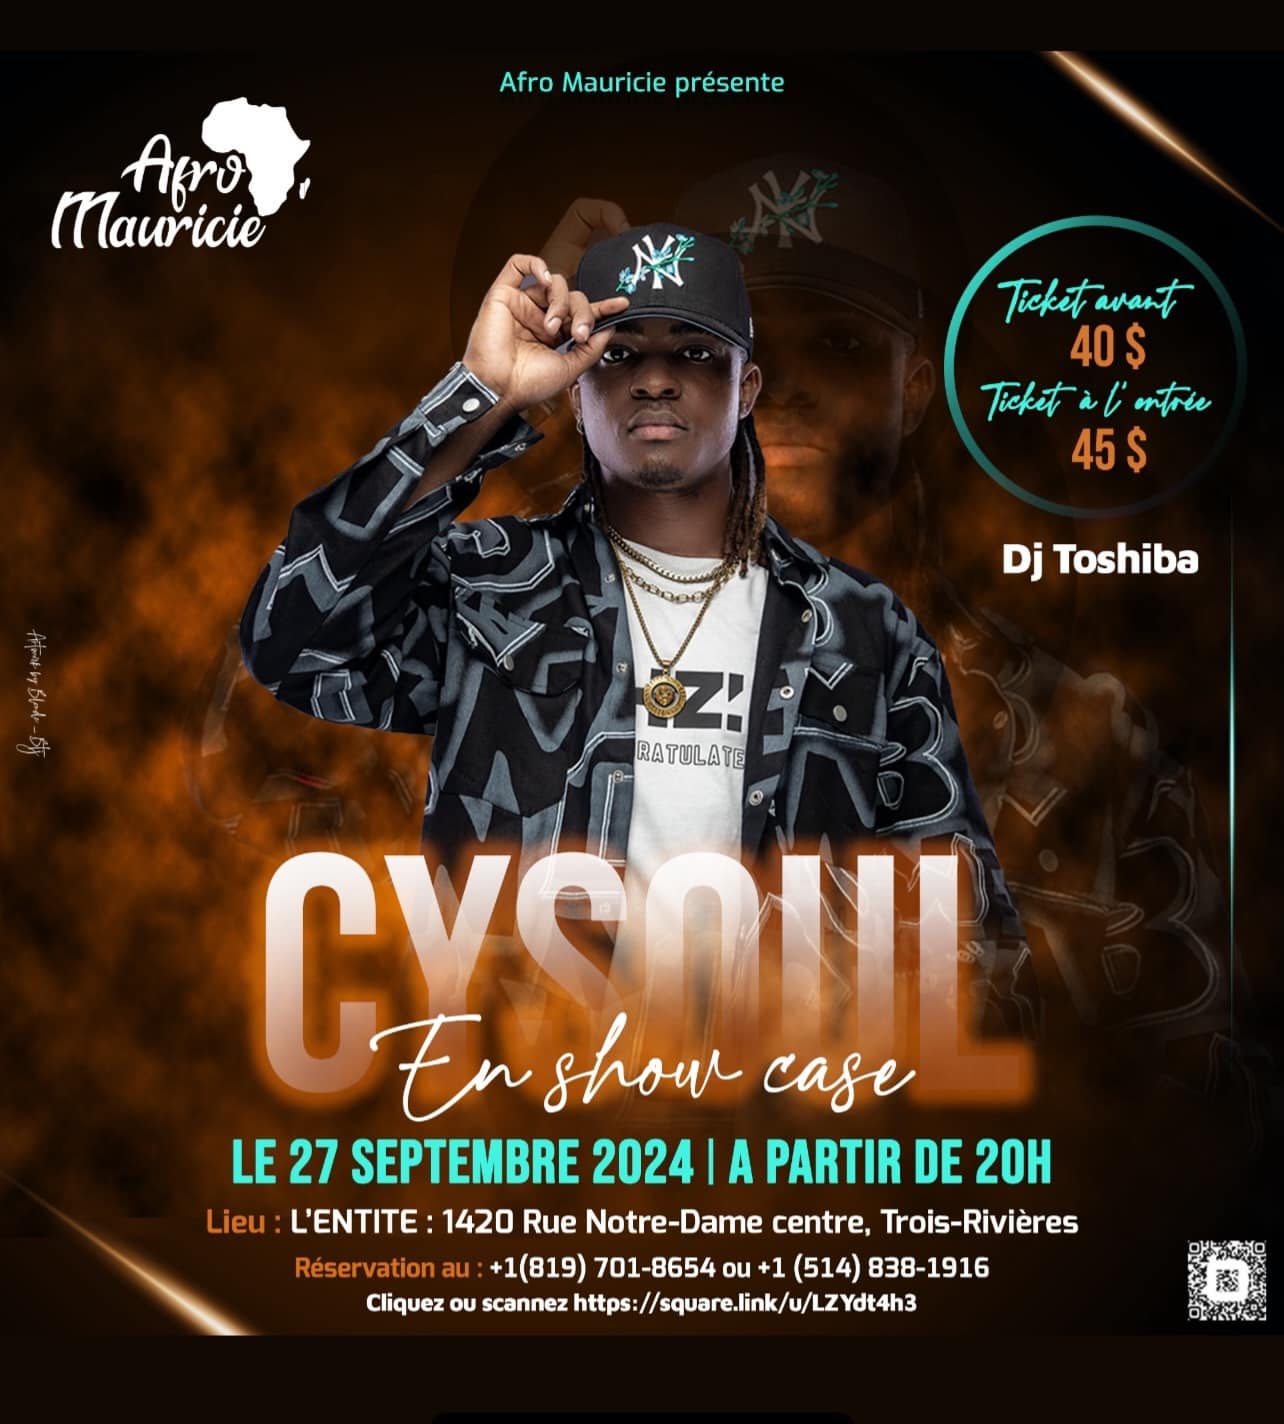 Afro Mauricie présente
Afro
Mauricie
NY
Ticket avant
40 $
Ticket à l' entrée
45 $
Dj Toshiba
RATULATE
CYSOUL
En show case
LE 27 SEPTEMBRE 2024 | A PARTIR DE 20H
Lieu : L'ENTITE : 1420 Rue Notre-Dame centre, Trois-Rivières
Réservation au : +1(819) 701-8654 ou +1 (514) 838-1916
Cliquez ou scannez https://square.link/u/LZYdt4h3